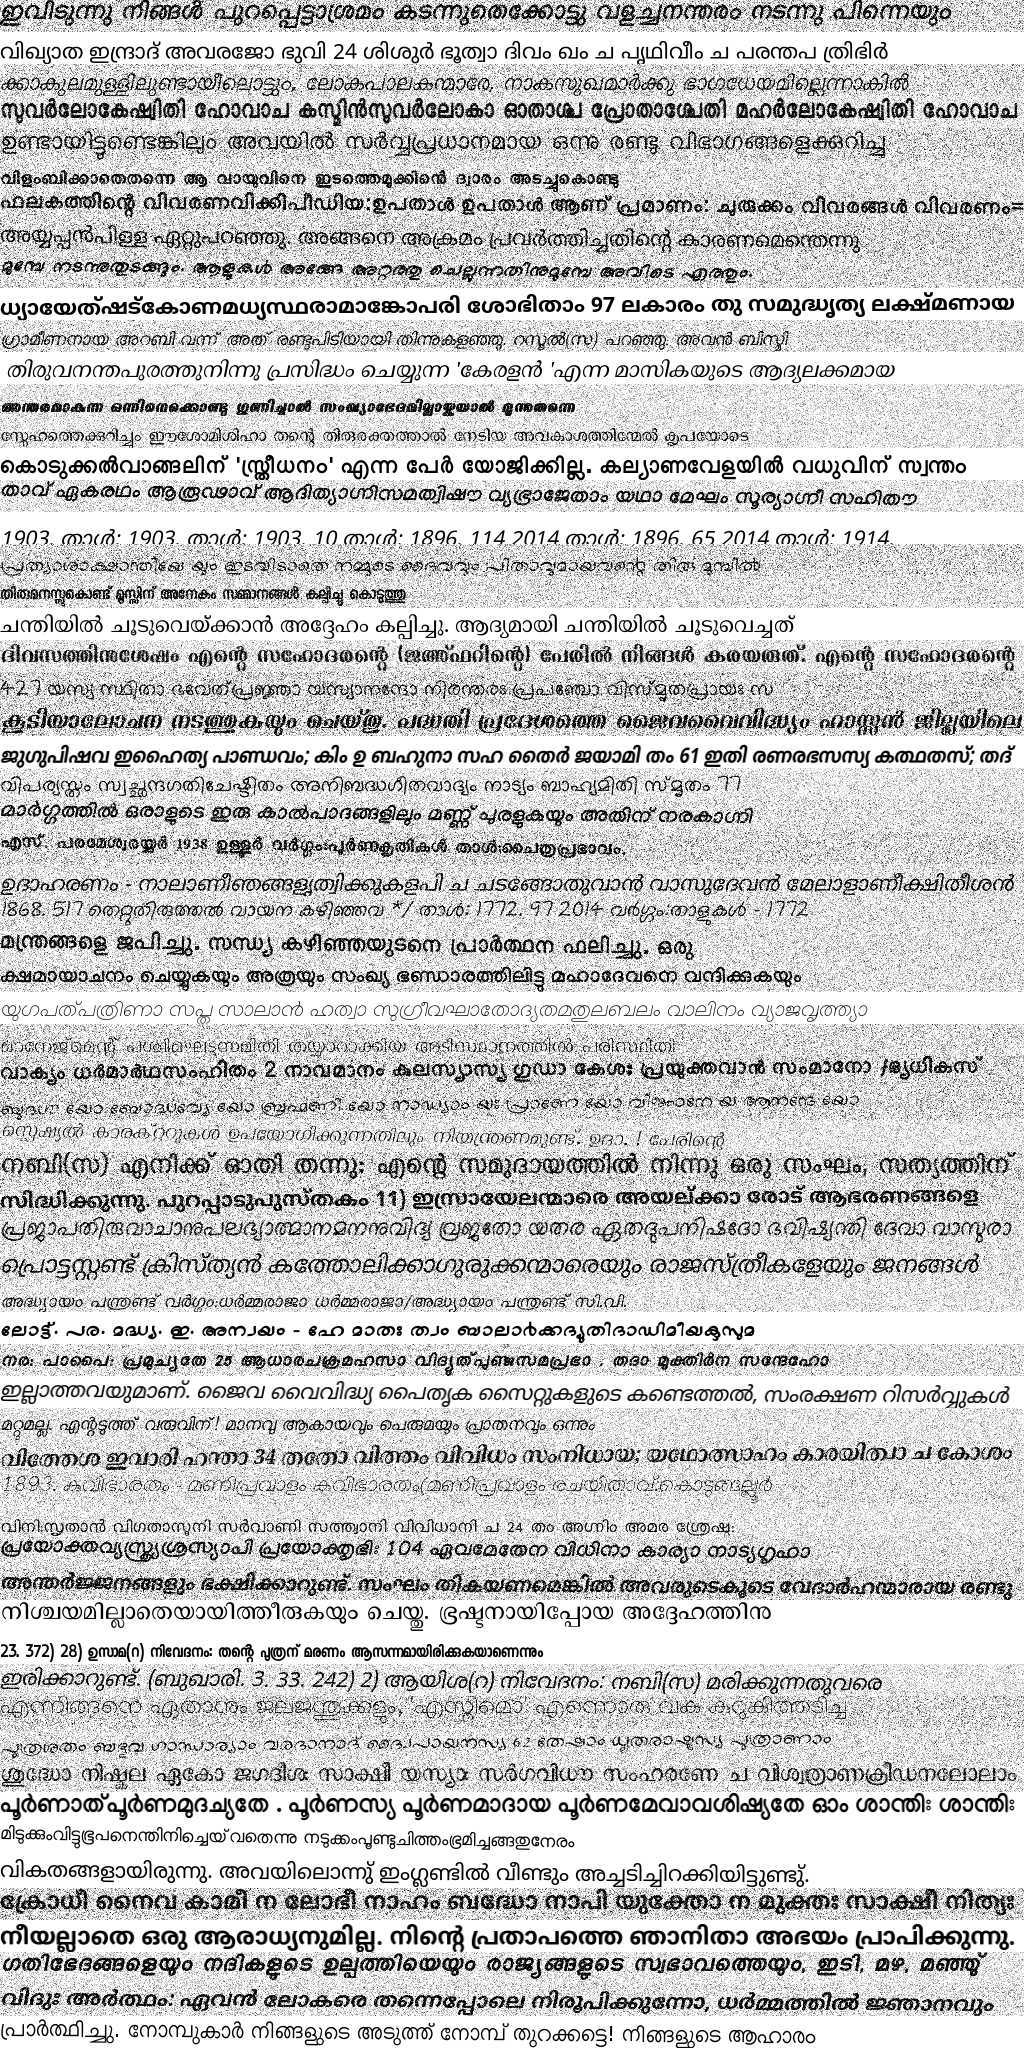 ഇവിടുന്നു നിങ്ങൾ പുറപ്പെട്ടാശ്രമം കടന്നുതെക്കോട്ടു വളച്ചനന്തരം നടന്നു പിന്നെയും
വിഖ്യാത ഇന്ദ്രാദ് അവരജോ ഭുവി 24 ശിശുർ ഭൂത്വാ ദിവം ഖം ച പൃഥിവീം ച പരന്തപ ത്രിഭിർ
ക്കാകുലമുള്ളിലുണ്ടായീലൊട്ടും, ലോകപാലകന്മാരേ, നാകസുഖമാർക്കു ഭാഗധേയമില്ലെന്നാകിൽ
സുവർലോകേഷ്വിതി ഹോവാച കസ്മിൻസുവർലോകാ ഓതാശ്ച പ്രോതാശ്ചേതി മഹർലോകേഷ്വിതി ഹോവാച
ഉണ്ടായിട്ടുണ്ടെങ്കിലും അവയിൽ സർവ്വപ്രധാനമായ ഒന്നു രണ്ടു വിഭാഗങ്ങളെക്കുറിച്ചു
വിളംബിക്കാതെതന്നെ ആ വായുവിനെ ഇടത്തെമൂക്കിന്റെ ദ്വാരം അടച്ചുകൊണ്ടു
ഫലകത്തിന്റെ വിവരണവിക്കിപീഡിയ:ഉപതാൾ ഉപതാൾ ആണ് പ്രമാണം: ചുരുക്കം വിവരങ്ങൾ വിവരണം=
അയ്യപ്പൻപിള്ള ഏറ്റുപറഞ്ഞു. അങ്ങനെ അക്രമം പ്രവർത്തിച്ചതിന്റെ കാരണമെന്തെന്നു
മുമ്പേ നടന്നുതുടങ്ങും. ആളുകൾ അങ്ങേ അറ്റത്തു ചെല്ലുന്നതിനുമുമ്പേ അവിടെ എത്തും.
ധ്യായേത്ഷട്കോണമധ്യസ്ഥരാമാങ്കോപരി ശോഭിതാം 97 ലകാരം തു സമുദ്ധൃത്യ ലക്ഷ്മണായ
ഗ്രാമീണനായ അറബി വന്ന് അത് രണ്ടുപിടിയായി തിന്നുകളഞ്ഞു. റസൂൽ(സ) പറഞ്ഞു. അവൻ ബിസ്മി
തിരുവനന്തപുരത്തുനിന്നു പ്രസിദ്ധം ചെയ്യുന്ന 'കേരളൻ 'എന്ന മാസികയുടെ ആദ്യലക്കമായ
അന്തരമാകുന്ന ഒന്നിനെക്കൊണ്ടു ഗുണിച്ചാൽ സംഖ്യാഭേദമില്ലായ്കയാൽ മൂന്നുതന്നെ
സ്നേഹത്തെക്കുറിച്ചും ഈശോമിശിഹാ തന്റെ തിരുരക്തത്താൽ നേടിയ അവകാശത്തിന്മേൽ കൃപയോടെ
കൊടുക്കൽവാങ്ങലിന് 'സ്ത്രീധനം' എന്ന പേർ യോജിക്കില്ല. കല്യാണവേളയിൽ വധുവിന് സ്വന്തം
താവ് ഏകരഥം ആരൂഢാവ് ആദിത്യാഗ്നിസമത്വിഷൗ വ്യഭ്രാജേതാം യഥാ മേഘം സൂര്യാഗ്നീ സഹിതൗ
1903. താൾ: 1903. താൾ: 1903. 10 താൾ: 1896. 114 2014 താൾ: 1896. 65 2014 താൾ: 1914.
പ്രത്യാശാകക്ഷാന്തിയേ യും ഇടവിടാതെ നമ്മുടെ ദൈവവും പിതാവുമായവന്റെ തിരു മുമ്പിൽ
തിരുമനസ്സുകൊണ്ട് മുസ്ലിന് അനേകം സമ്മാനങ്ങൾ കല്പിച്ചു കൊടുത്തു
ചന്തിയിൽ ചൂടുവെയ്ക്കാൻ അദ്ദേഹം കല്പിച്ചു. ആദ്യമായി ചന്തിയിൽ ചൂടുവെച്ചത്
ദിവസത്തിനുശേഷം എന്റെ സഹോദരന്റെ (ജഅ്ഫറിന്റെ) പേരിൽ നിങ്ങൾ കരയരുത്. എന്റെ സഹോദരന്റെ
427 യസ്യ സ്ഥിതാ ഭവേത്പ്രജ്ഞാ യസ്യാനന്ദോ നിരന്തരഃ പ്രപഞ്ചോ വിസ്മൃതപ്രായഃ സ
കൂടിയാലോചന നടത്തുകയും ചെയ്തു. പദ്ധതി പ്രദേശത്തെ ജൈവവൈവിദ്ധ്യം ഹാസ്സൻ ജില്ലയിലെ
ജുഗുപിഷവ ഇഹൈത്യ പാണ്ഡവം; കിം ഉ ബഹുനാ സഹ തൈർ ജയാമി തം 61 ഇതി രണരഭസസ്യ കത്ഥതസ്; തദ്
വിപര്യസ്തം സ്വച്ഛന്ദഗതിചേഷ്ടിതം അനിബദ്ധഗീതവാദ്യം നാട്യം ബാഹ്യമിതി സ്മൃതം 77
മാർഗ്ഗത്തിൽ ഒരാളുടെ ഇരു കാൽപാദങ്ങളിലും മണ്ണ് പുരളുകയും അതിന് നരകാഗ്നി
എസ്. പരമേശ്വരയ്യർ 1938 ഉള്ളൂർ വർഗ്ഗം:പൂർണകൃതികൾ താൾ:ചൈത്രപ്രഭാവം.
ഉദാഹരണം - നാലാണീഞങ്ങള്വത്വിക്കുകളപി ച ചടങ്ങോതുവാൻ വാസുദേവൻ മേലാളാണീക്ഷിതീശൻ
1868. 517 തെറ്റുതിരുത്തൽ വായന കഴിഞ്ഞവ */ താൾ: 1772. 97 2014 വർഗ്ഗം:താളുകൾ - 1772
മന്ത്രങ്ങളെ ജപിച്ചു. സന്ധ്യ കഴിഞ്ഞയുടനെ പ്രാർത്ഥന ഫലിച്ചു. ഒരു
ക്ഷമായാചനം ചെയ്യുകയും അത്രയും സംഖ്യ ഭണ്ഡാരത്തിലിട്ടു മഹാദേവനെ വന്ദിക്കുകയും
യുഗപത്പത്രിണാ സപ്ത സാലാൻ ഹത്വാ സുഗ്രീവഘാതോദ്യതമതുലബലം വാലിനം വ്യാജവൃത്ത്യാ
മാനേജ്മെന്റ് പശ്ചിമഘട്ടസമിതി തയ്യാറാക്കിയ അടിസ്ഥാനത്തിൽ പരിസ്ഥിതി
വാക്യം ധർമാർഥസംഹിതം 2 നാവമാനം കുലസ്യാസ്യ ഗുഡാ കേശഃ പ്രയുക്തവാൻ സംമാനോ ഽഭ്യധികസ്
ബുദ്ധഗ യോ ബോദ്ധവ്യേ യോ ബ്രഹ്മണി യോ നാഡ്യാം യഃ പ്രാണേ യോ വിജ്ഞാനേ യ ആനന്ദേ യോ
സ്പെഷ്യൽ കാരക്റ്ററുകൾ ഉപയോഗിക്കുന്നതിലും നിയന്ത്രണമുണ്ട്. ഉദാ. ! പേരിന്റെ
നബി(സ) എനിക്ക് ഓതി തന്നു: എന്റെ സമുദായത്തിൽ നിന്നു ഒരു സംഘം, സത്യത്തിന്
സിദ്ധിക്കുന്നു. പുറപ്പാടുപുസ്തകം 11) ഇസ്രായേലന്മാരെ അയല്ക്കാ രോട് ആഭരണങ്ങളെ
പ്രജാപതിരുവാചാനുപലദ്ധ്യാത്മാനമനനുവിദ്യ വ്രജതോ യതര ഏതദുപനിഷദോ ഭവിഷ്യന്തി ദേവാ വാസുരാ
പ്രൊട്ടസ്റ്റണ്ട് ക്രിസ്ത്യൻ കത്തോലിക്കാഗുരുക്കന്മാരെയും രാജസ്ത്രീകളേയും ജനങ്ങൾ
അദ്ധ്യായം പന്ത്രണ്ട് വർഗ്ഗം:ധർമ്മരാജാ ധർമ്മരാജാ/അദ്ധ്യായം പന്ത്രണ്ട് സി.വി.
ലോട്ട്. പര. മദ്ധ്യ. ഇ. അന്വയം – ഹേ മാതഃ ത്വം ബാലാർക്കദ്യുതിദാഡിമീയകുസുമ
നരഃ പാപൈഃ പ്രമുച്യതേ 25 ആധാരചക്രമഹസാ വിദ്യുത്പുഞ്ജസമപ്രഭാ . തദാ മുക്തിർന സന്ദേഹോ
ഇല്ലാത്തവയുമാണ്. ജൈവ വൈവിദ്ധ്യ പൈതൃക സൈറ്റുകളുടെ കണ്ടെത്തൽ, സംരക്ഷണ റിസർവ്വുകൾ
മറ്റുമല്ല. എന്റടുത്ത് വരുവിന്! മാനവു ആകായവും പെരുമയും പ്രാതനവും ഒന്നും
വിത്തേശ ഇവാരി ഹന്താ 34 തതോ വിത്തം വിവിധം സംനിധായ; യഥോത്സാഹം കാരയിത്വാ ച കോശം
1893. കവിഭാരതം - മണിപ്രവാളം കവിഭാരതം(മണിപ്രവാളം രചയിതാവ്:കൊടുങ്ങല്ലൂർ
വിനിഃസൃതാൻ വിഗതാസൂനി സർവാണി സത്ത്വാനി വിവിധാനി ച 24 തം അഗ്നിം അമര ശ്രേഷ്ഠഃ
പ്രയോക്തവ്യസ്ത്ര്യശ്രസ്യാപി പ്രയോക്തൃഭിഃ 104 ഏവമേതേന വിധിനാ കാര്യാ നാട്യഗൃഹാ
അന്തർജ്ജനങ്ങളും ഭക്ഷിക്കാറുണ്ട്. സംഘം തികയണമെങ്കിൽ അവരുടെകൂടെ വേദാർഹന്മാരായ രണ്ടു
നിശ്ചയമില്ലാതെയായിത്തീരുകയും ചെയ്തു. ഭ്രഷ്ടനായിപ്പോയ അദ്ദേഹത്തിനു
23. 372) 28) ഉസാമ(റ) നിവേദനം: തന്റെ പുത്രന് മരണം ആസന്നമായിരിക്കുകയാണെന്നും
ഇരിക്കാറുണ്ട്. (ബുഖാരി. 3. 33. 242) 2) ആയിശ(റ) നിവേദനം: നബി(സ) മരിക്കുന്നതുവരെ
എന്നിങ്ങനെ ഏതാനും ജലജന്തുക്കളും, 'എസ്കിമൊ' എന്നൊരു വക കുറുകിത്തടിച്ച
പുത്രശതം ബഭൂവ ഗാന്ധാര്യാം വരദാനാദ് ദ്വൈപായനസ്യ 62 തേഷാം ധൃതരാഷ്ട്രസ്യ പുത്രാണാം
ശുദ്ധോ നിഷ്കല ഏകോ ജഗദീശഃ സാക്ഷീ യസ്യാഃ സർഗവിധൗ സംഹരണേ ച വിശ്വത്രാണക്രീഡനലോലാം
പൂർണാത്പൂർണമുദച്യതേ . പൂർണസ്യ പൂർണമാദായ പൂർണമേവാവശിഷ്യതേ ഓം ശാന്തിഃ ശാന്തിഃ
മിടുക്കുംവിട്ടുഭൂപനെന്തിനിച്ചെയ് വതെന്നു നടുക്കംപൂണ്ടുചിത്തംഭ്രമിച്ചങ്ങതുനേരം
വികതങ്ങളായിരുന്നു. അവയിലൊന്നു് ഇംഗ്ലണ്ടിൽ വീണ്ടും അച്ചടിച്ചിറക്കിയിട്ടുണ്ടു്.
ക്രോധീ നൈവ കാമീ ന ലോഭീ നാഹം ബദ്ധോ നാപി യുക്തോ ന മുക്തഃ സാക്ഷീ നിത്യഃ
നീയല്ലാതെ ഒരു ആരാധ്യനുമില്ല. നിന്റെ പ്രതാപത്തെ ഞാനിതാ അഭയം പ്രാപിക്കുന്നു.
ഗതിഭേദങ്ങളെയും നദികളുടെ ഉല്പത്തിയെയും രാജ്യങ്ങളുടെ സ്വഭാവത്തെയും, ഇടി, മഴ, മഞ്ഞു്
വിദുഃ അർത്ഥം: ഏവൻ ലോകരെ തന്നെപ്പോലെ നിരൂപിക്കുന്നോ, ധർമ്മത്തിൽ ജ്ഞാനവും
പ്രാർത്ഥിച്ചു. നോമ്പുകാർ നിങ്ങളുടെ അടുത്ത് നോമ്പ് തുറക്കട്ടെ! നിങ്ങളുടെ ആഹാരം